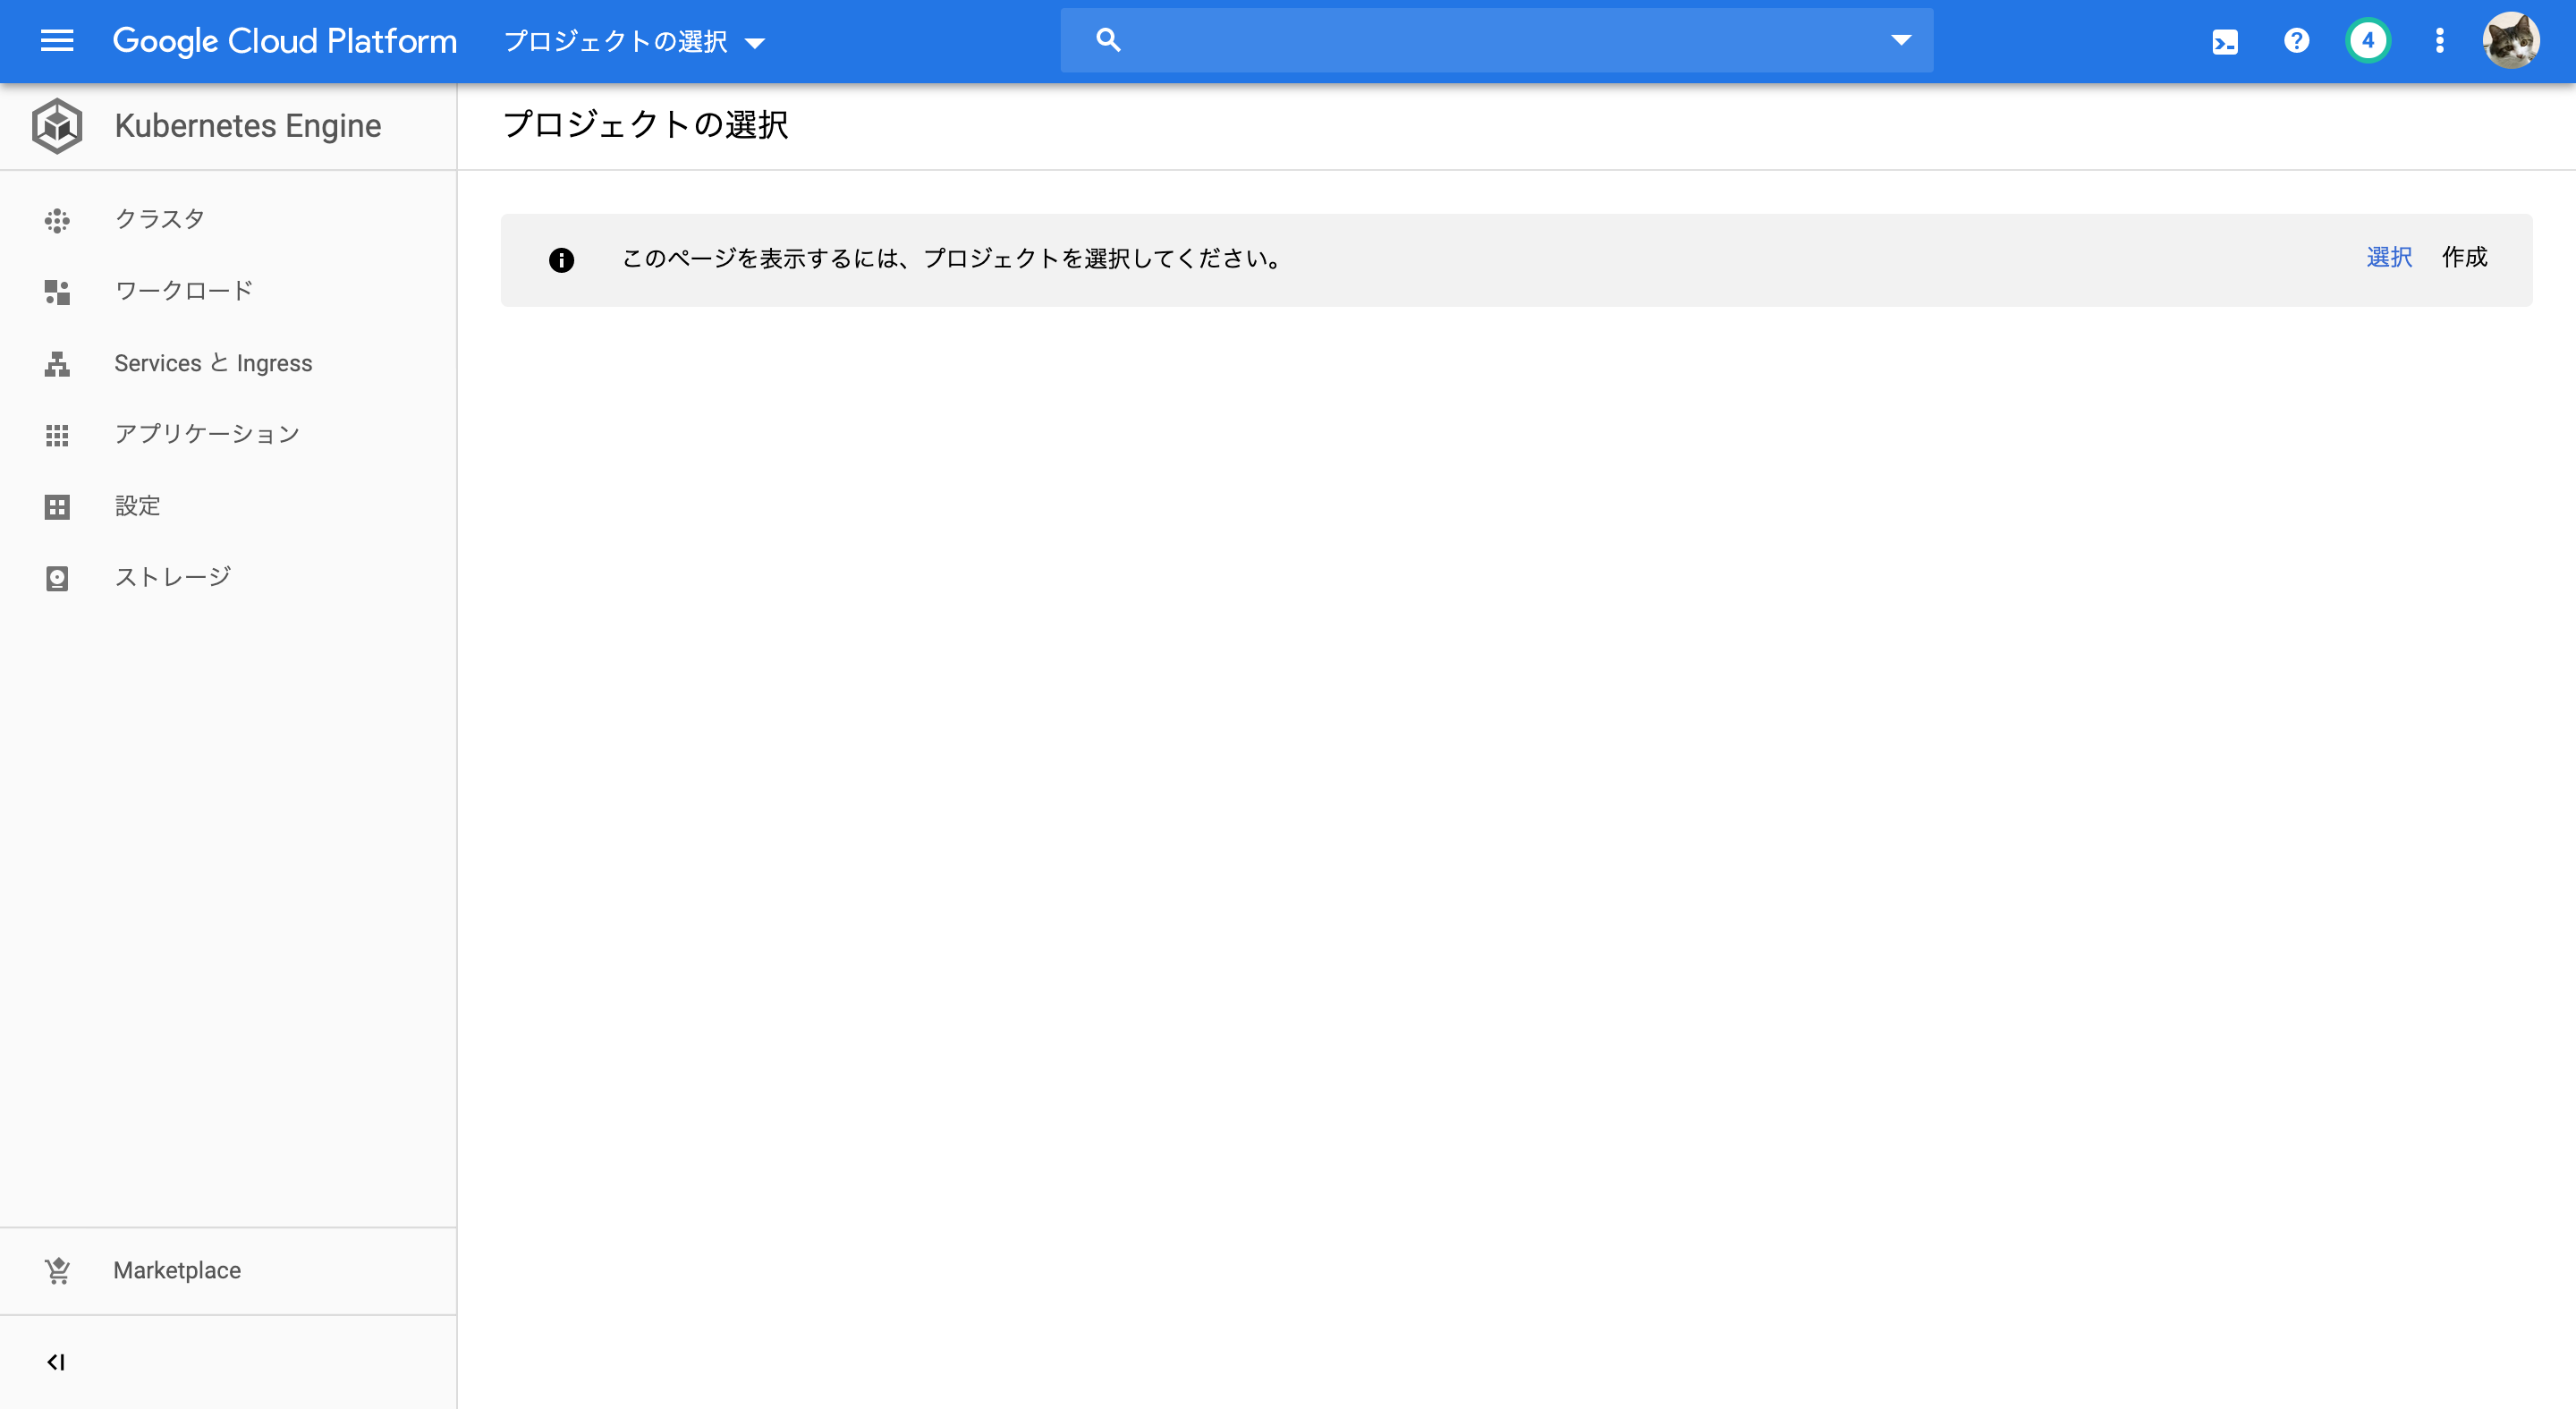 Google Cloud Platform
プロジェクトの選択
4
Kubernetes Engine
プロジェクトの選択
クラスタ
ワークロード
Services と Ingress
アプリケーション
設定
ストレージ
このページを表示するには、プロジェクトを選択してください。
選択
作成
Marketplace